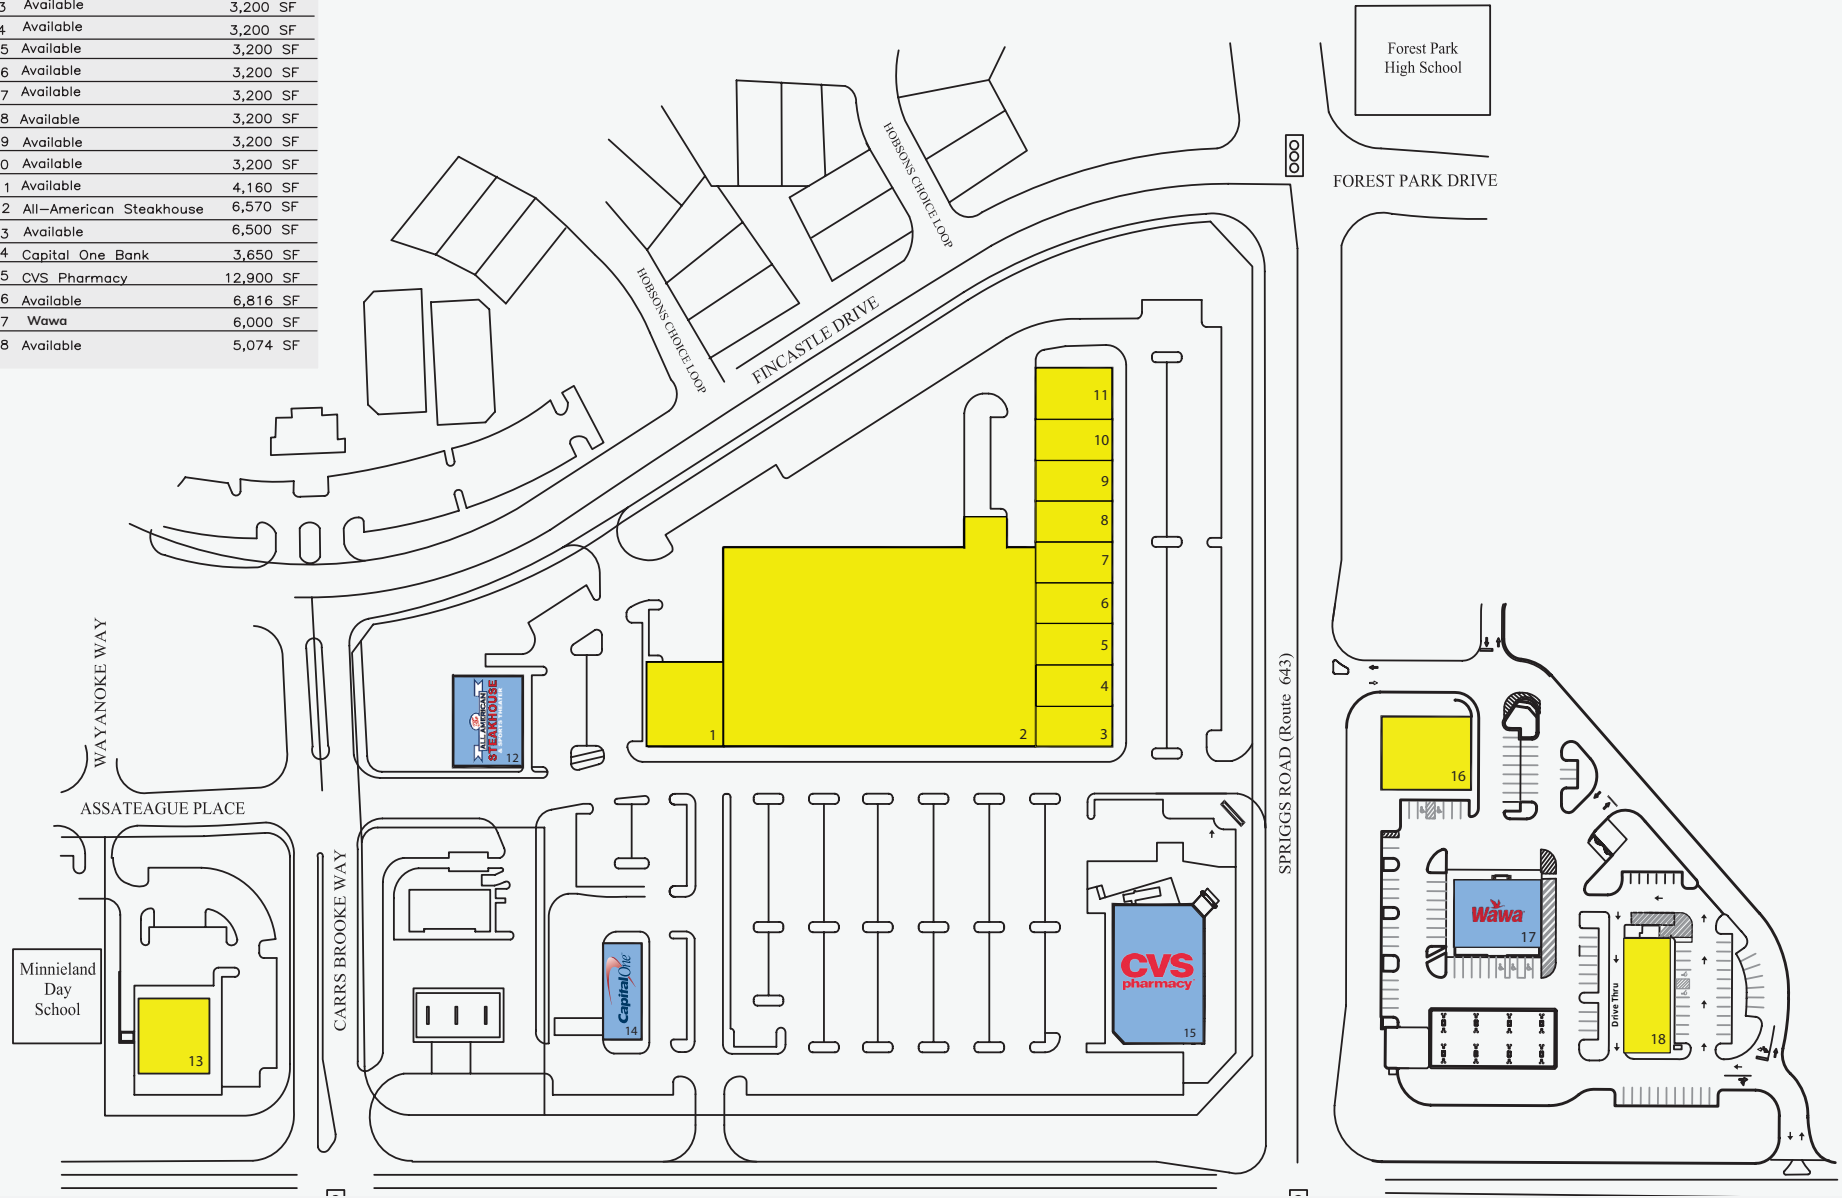 3 Available 3,200 SF
4 Available 3,200 SF
5 Available 3,200 SF
6 Available 3,200 SF
7 Available 3,200 SF
8 Available 3,200 SF
9 Available 3,200 SF
0 Available 3,200 SF
1 Available 4,160 SF
2 All-American Steakhouse 6,570 SF
3 Available 6,500 SF
4 Capital One Bank 3,650 SF
5 CVS Pharmacy 12,900 SF
6 Available 6,816 SF
7 Wawa 6,000 SF
8 Available 5,074 SF
Forest Park
High School
FOREST PARK DRIVE
HOBSONS CHOICE LOOP
HOBSONS CHOICE LOOP
FINCASTLE DRIVE
11
10
9
8
7
6
5
4
3
2
1
ALL AMERICAN
STEAKHOUSE
12
WAYANOKE WAY
ASSATEAGUE PLACE
CARRS BROOKE WAY
SPRIGGS ROAD (Route 643)
Minnieland
Day
School
13
CapitalOne
14
CVS
pharmacy
15
16
Wawa
17
Drive Thru
18